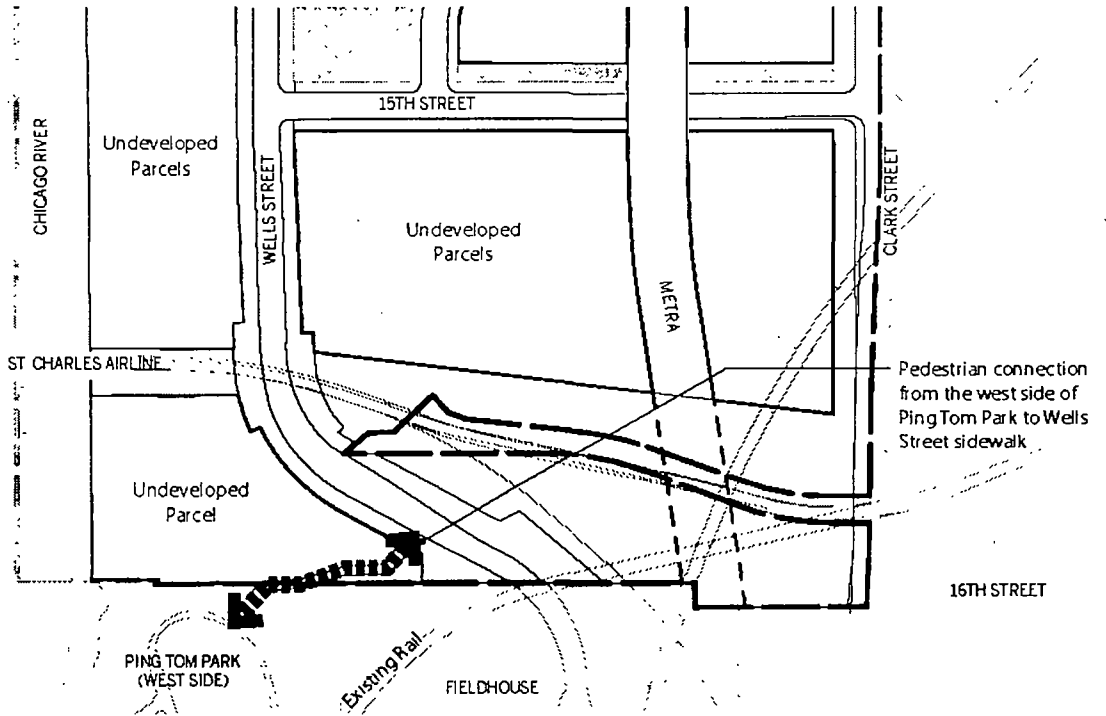 15TH STREET
CHICAGO RIVER
Undeveloped
Parcels
WELLS STREET
Undeveloped
Parcels
CLARK STREET
METRA
ST CHARLES AIRLINE
Pedestrian connection
from the west side of
Ping Tom Park to Wells
Street sidewalk
Undeveloped
Parcel
16TH STREET
PING TOM PARK
(WEST SIDE)
Existing Rail
FIELDHOUSE